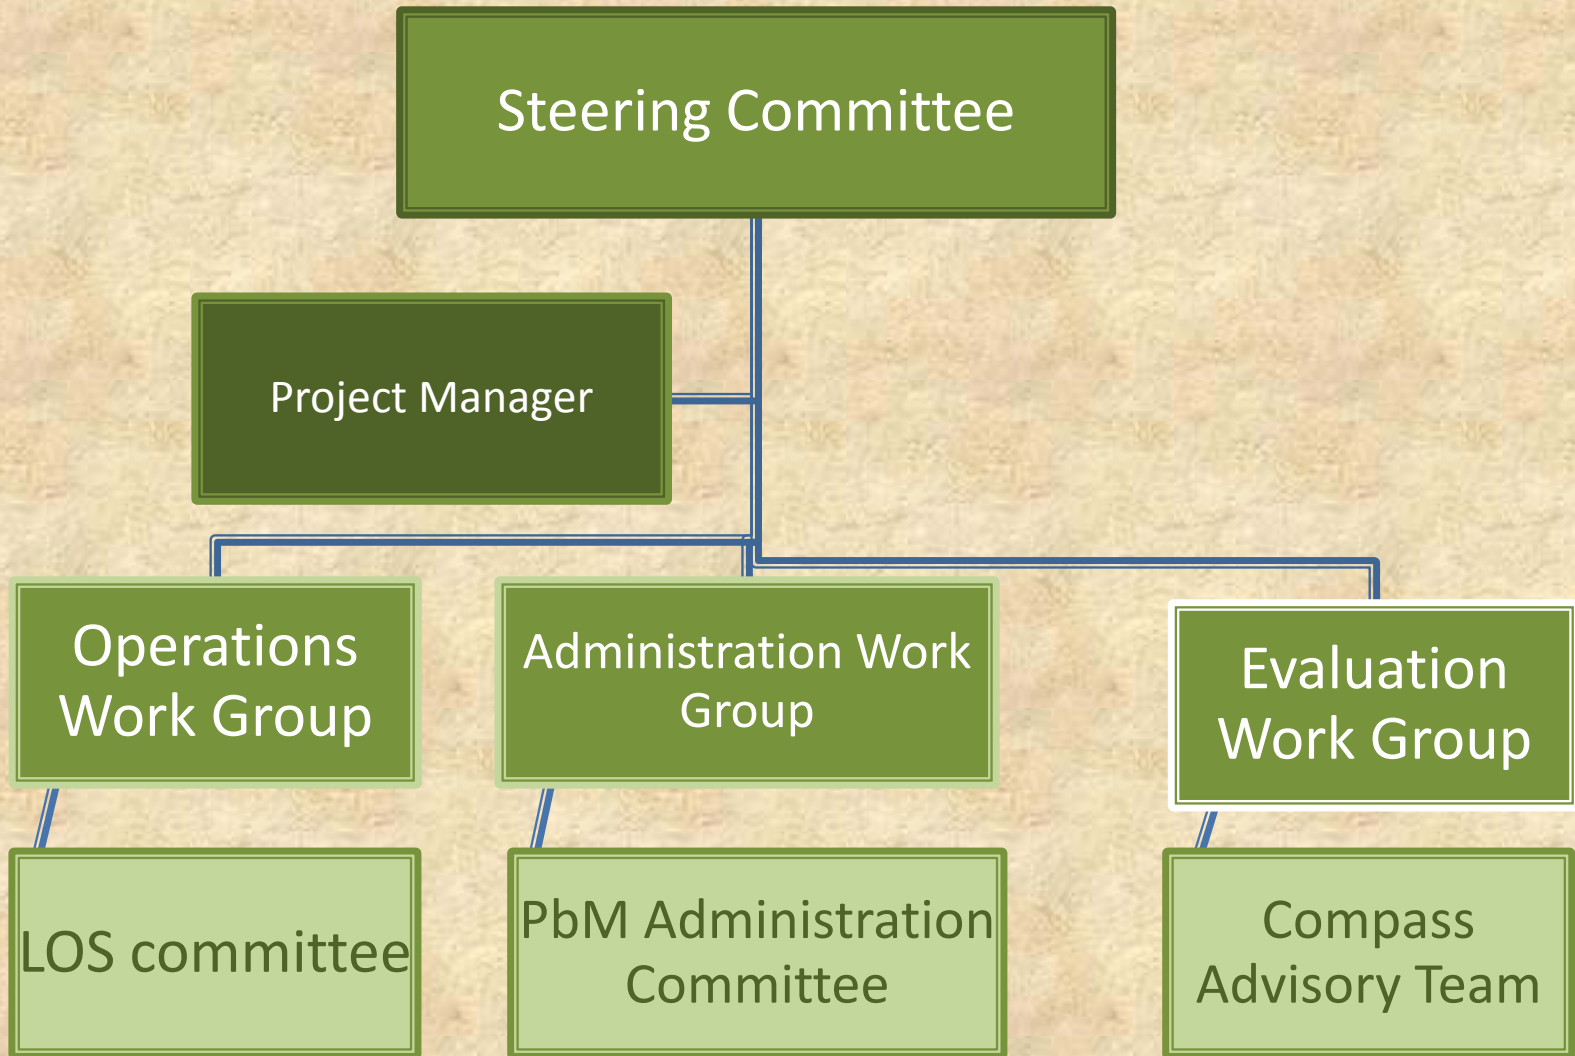 Steering Committee
Project Manager
Operations
Work Group
Administration Work
Group
Evaluation
Work Group
LOS committee
PbM Administration
Committee
Compass
Advisory Team